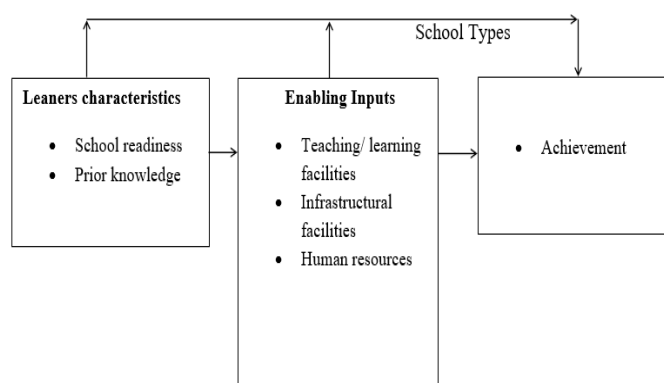 School Types
Leaners characteristics
• School readiness
• Prior knowledge
Enabling Inputs
• Teaching/ learning
facilities
• Infrastructural
facilities
• Human resources
• Achievement